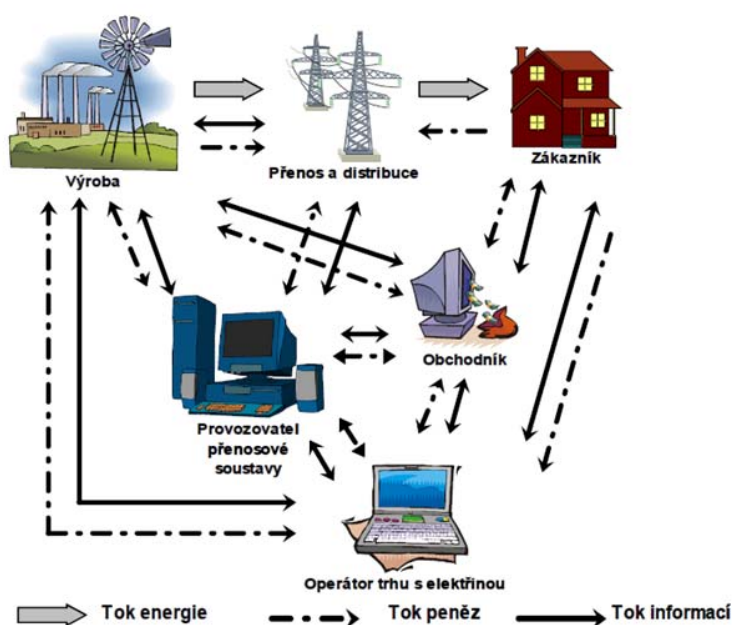 Výroba
Přenos a distribuce
Zákazník
Obchodník
Provozovatel
přenosové
soustavy
Operátor trhu s elektřinou
Tok energie
Tok peněz
Tok informací